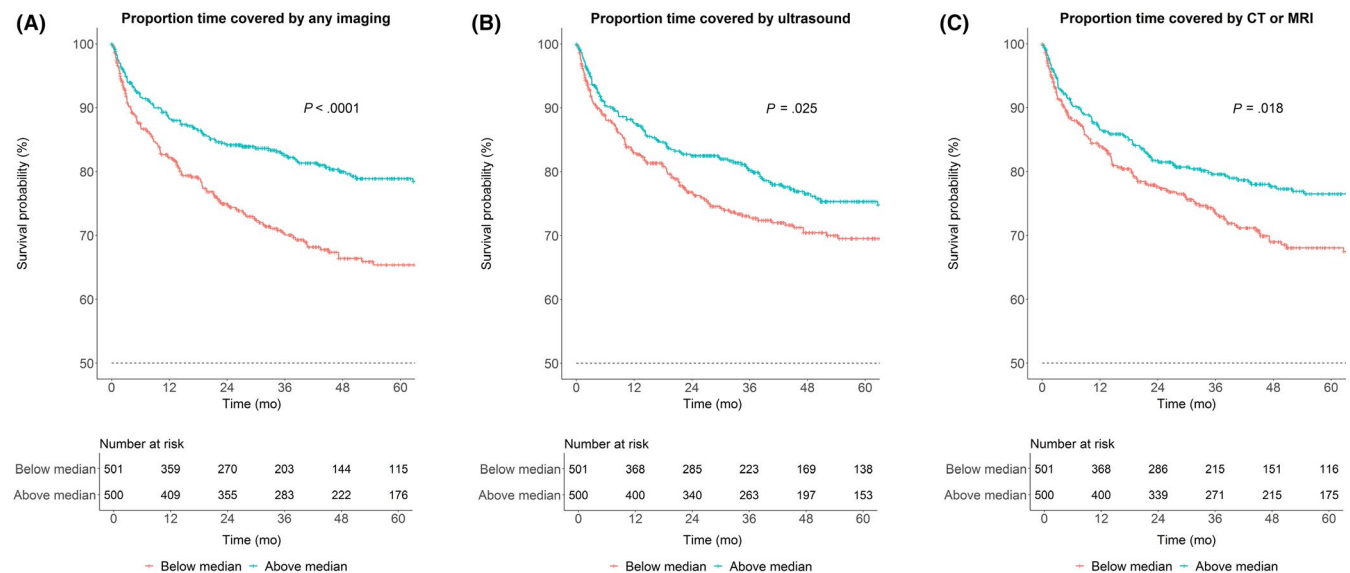 (A)
Proportion time covered by any imaging
Survival probability (%)
100
90
80
70
60
50
P < .0001
0 12 24 36 48 60
Time (mo)
Number at risk
Below median 501 359 270 203 144 115
Above median 500 409 355 283 222 176
0 12 24 36 48 60
Time (mo)
Below median Above median
(B)
Proportion time covered by ultrasound
Survival probability (%)
100
90
80
70
60
50
P = .025
0 12 24 36 48 60
Time (mo)
Number at risk
Below median 501 368 285 223 169 138
Above median 500 400 340 263 197 153
0 12 24 36 48 60
Time (mo)
Below median Above median
(C)
Proportion time covered by CT or MRI
Survival probability (%)
100
90
80
70
60
50
P = .018
0 12 24 36 48 60
Time (mo)
Number at risk
Below median 501 368 286 215 151 116
Above median 500 400 339 271 215 175
0 12 24 36 48 60
Time (mo)
Below median Above median